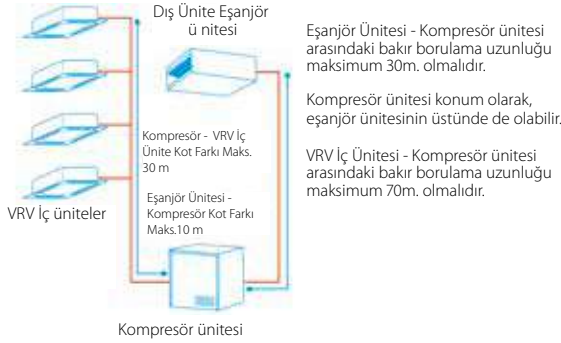 Dış Ünite Eşanjör
ü nitesi
Eşanjör Ünitesi - Kompresör ünitesi
arasındaki bakır borulama uzunluğu
maksimum 30m. olmalıdır.
Kompresör ünitesi konum olarak,
eşanjör ünitesinin üstünde de olabilir.
VRV İç Ünitesi - Kompresör ünitesi
arasındaki bakır borulama uzunluğu
maksimum 70m. olmalıdır.
Kompresör - VRV İç
Ünite Kot Farkı Maks.
30 m
Eşanjör Ünitesi -
Kompresör Kot Farkı
Maks.10 m
VRV İç üniteler
Kompresör ünitesi